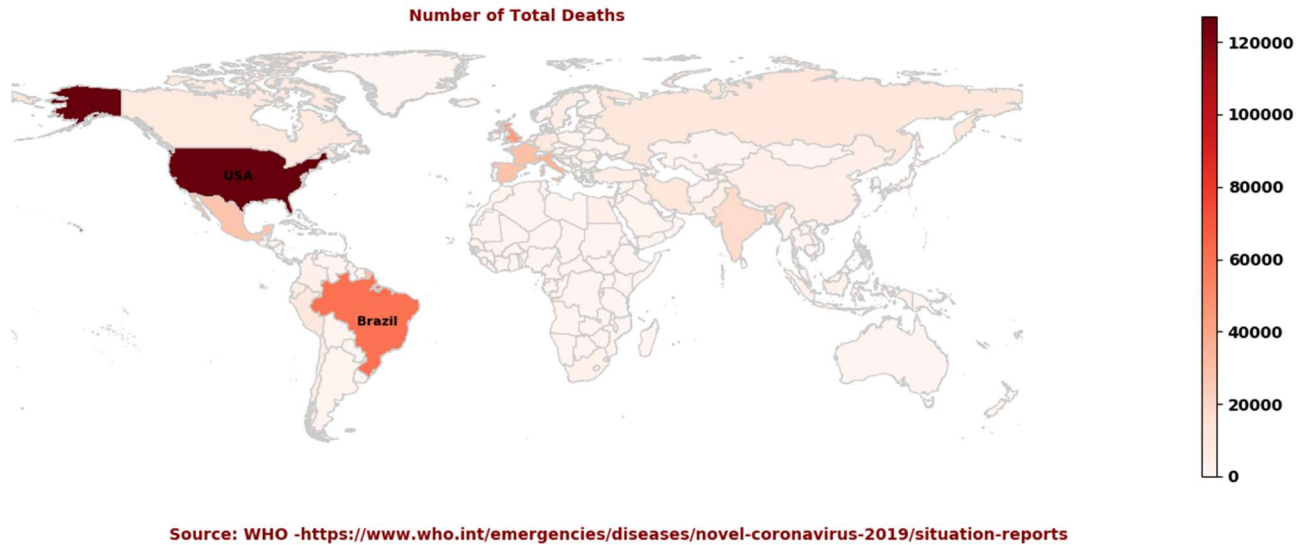 Number of Total Deaths
120000
100000
80000
60000
40000
20000
0
USA
Brazil
Source: WHO -https://www.who.int/emergencies/diseases/novel-coronavirus-2019/situation-reports